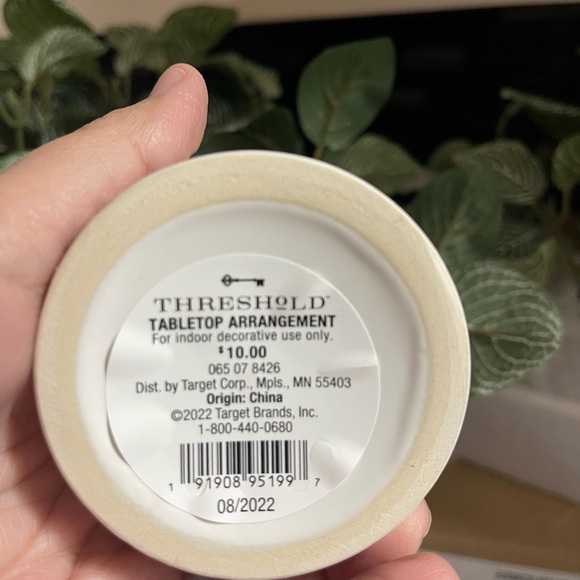 THRESHOLD™
TABLETOP ARRANGEMENT
For indoor decorative use only.
$10.00
065 07 8426
Dist. by Target Corp., Mpls., MN 55403
Origin: China
©2022 Target Brands, Inc.
1-800-440-0680
1 91908 95199 7
08/2022